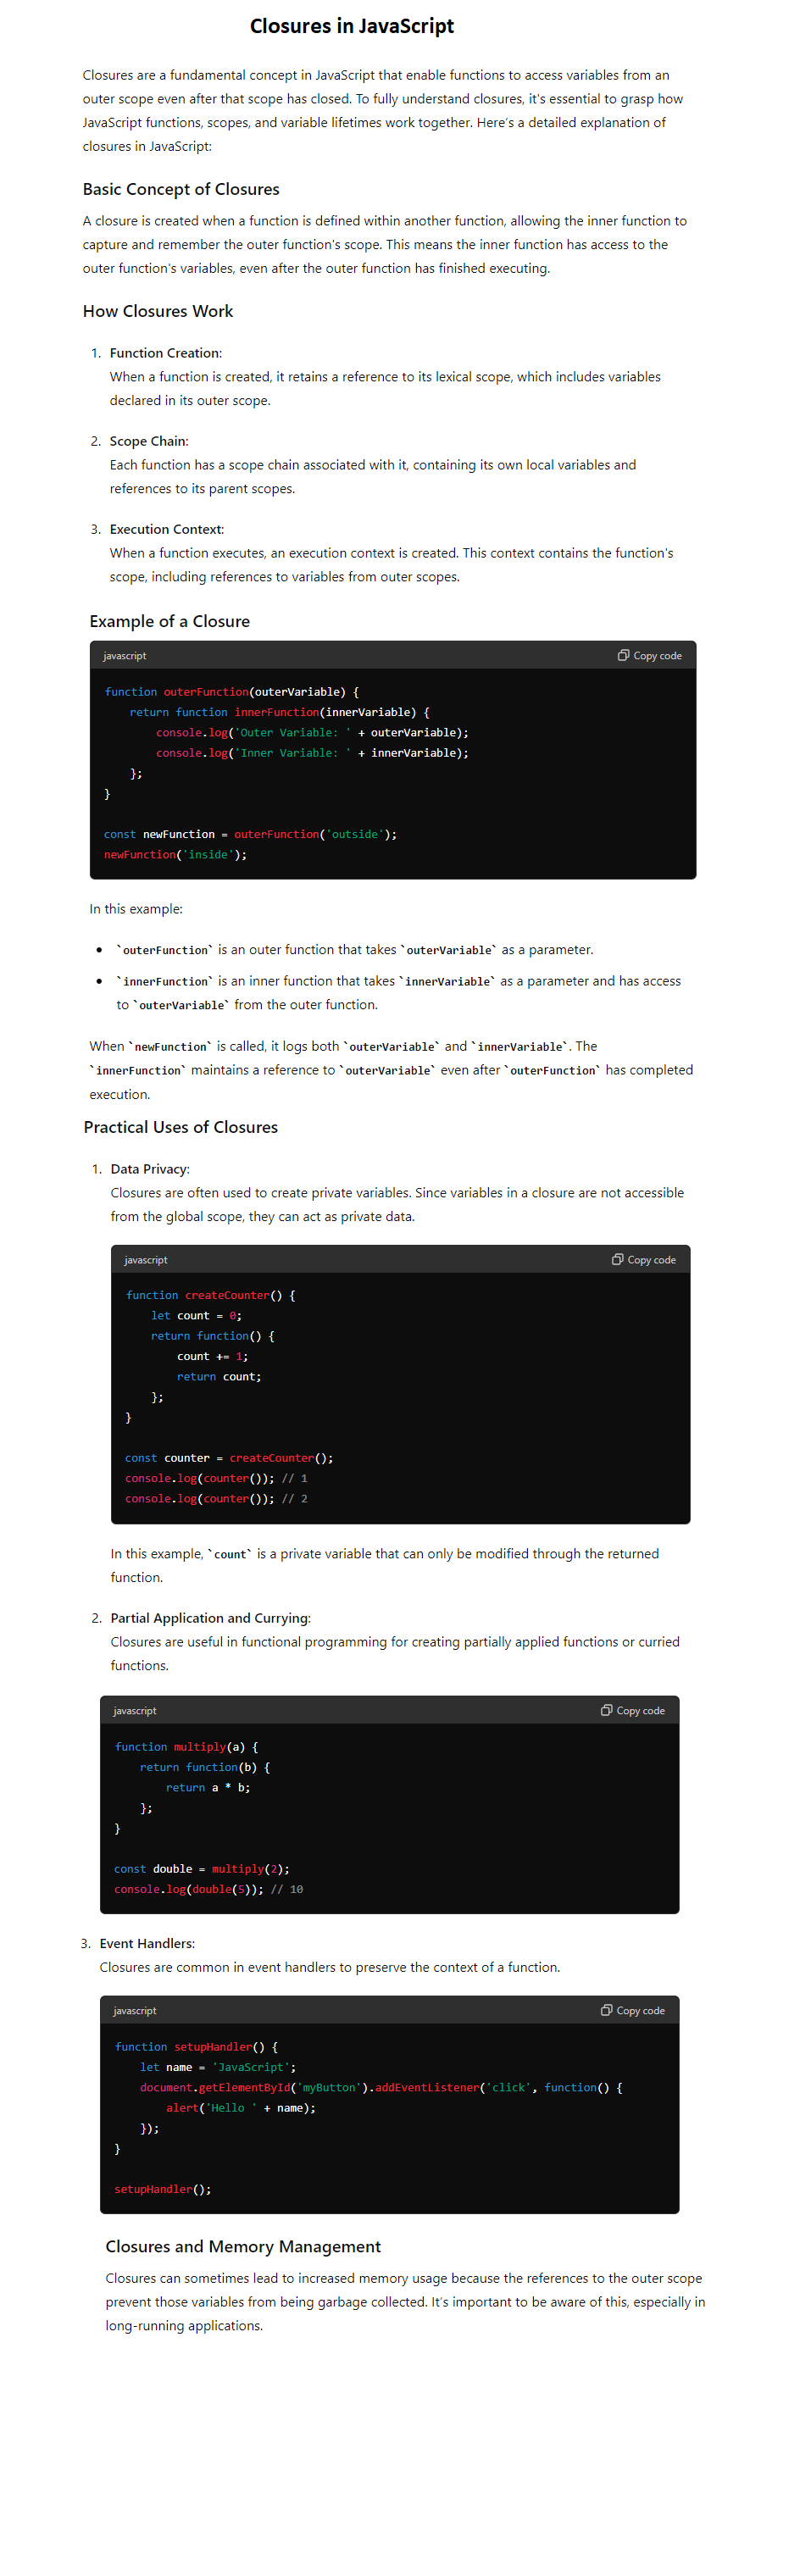 Closures in JavaScript
Closures are a fundamental concept in JavaScript that enable functions to access variables from an
outer scope even after that scope has closed. To fully understand closures, it's essential to grasp how
JavaScript functions, scopes, and variable lifetimes work together. Here's a detailed explanation of
closures in JavaScript:
Basic Concept of Closures
A closure is created when a function is defined within another function, allowing the inner function to
capture and remember the outer function's scope. This means the inner function has access to the
outer function's variables, even after the outer function has finished executing.
How Closures Work
1. Function Creation:
When a function is created, it retains a reference to its lexical scope, which includes variables
declared in its outer scope.
2. Scope Chain:
Each function has a scope chain associated with it, containing its own local variables and
references to its parent scopes.
3. Execution Context:
When a function executes, an execution context is created. This context contains the function's
scope, including references to variables from outer scopes.
Example of a Closure
javascript Copy code
function outerFunction(outerVariable) {
    return function innerFunction(innerVariable) {
        console.log('Outer Variable: ' + outerVariable);
        console.log('Inner Variable: ' + innerVariable);
    };
}
const newFunction = outerFunction('outside');
newFunction('inside');
In this example:
• `outerFunction` is an outer function that takes `outerVariable` as a parameter.
• `innerFunction` is an inner function that takes `innerVariable` as a parameter and has access
to `outerVariable` from the outer function.
When `newFunction` is called, it logs both `outerVariable` and `innerVariable`. The
`innerFunction` maintains a reference to `outerVariable` even after `outerFunction` has completed
execution.
Practical Uses of Closures
1. Data Privacy:
Closures are often used to create private variables. Since variables in a closure are not accessible
from the global scope, they can act as private data.
javascript Copy code
function createCounter() {
    let count = 0;
    return function() {
        count += 1;
        return count;
    };
}
const counter = createCounter();
console.log(counter()); // 1
console.log(counter()); // 2
In this example, `count` is a private variable that can only be modified through the returned
function.
2. Partial Application and Currying:
Closures are useful in functional programming for creating partially applied functions or curried
functions.
javascript Copy code
function multiply(a) {
    return function(b) {
        return a * b;
    };
}
const double = multiply(2);
console.log(double(5)); // 10
3. Event Handlers:
Closures are common in event handlers to preserve the context of a function.
javascript Copy code
function setupHandler() {
    let name = 'JavaScript';
    document.getElementById('myButton').addEventListener('click', function() {
        alert('Hello ' + name);
    });
}
setupHandler();
Closures and Memory Management
Closures can sometimes lead to increased memory usage because the references to the outer scope
prevent those variables from being garbage collected. It's important to be aware of this, especially in
long-running applications.